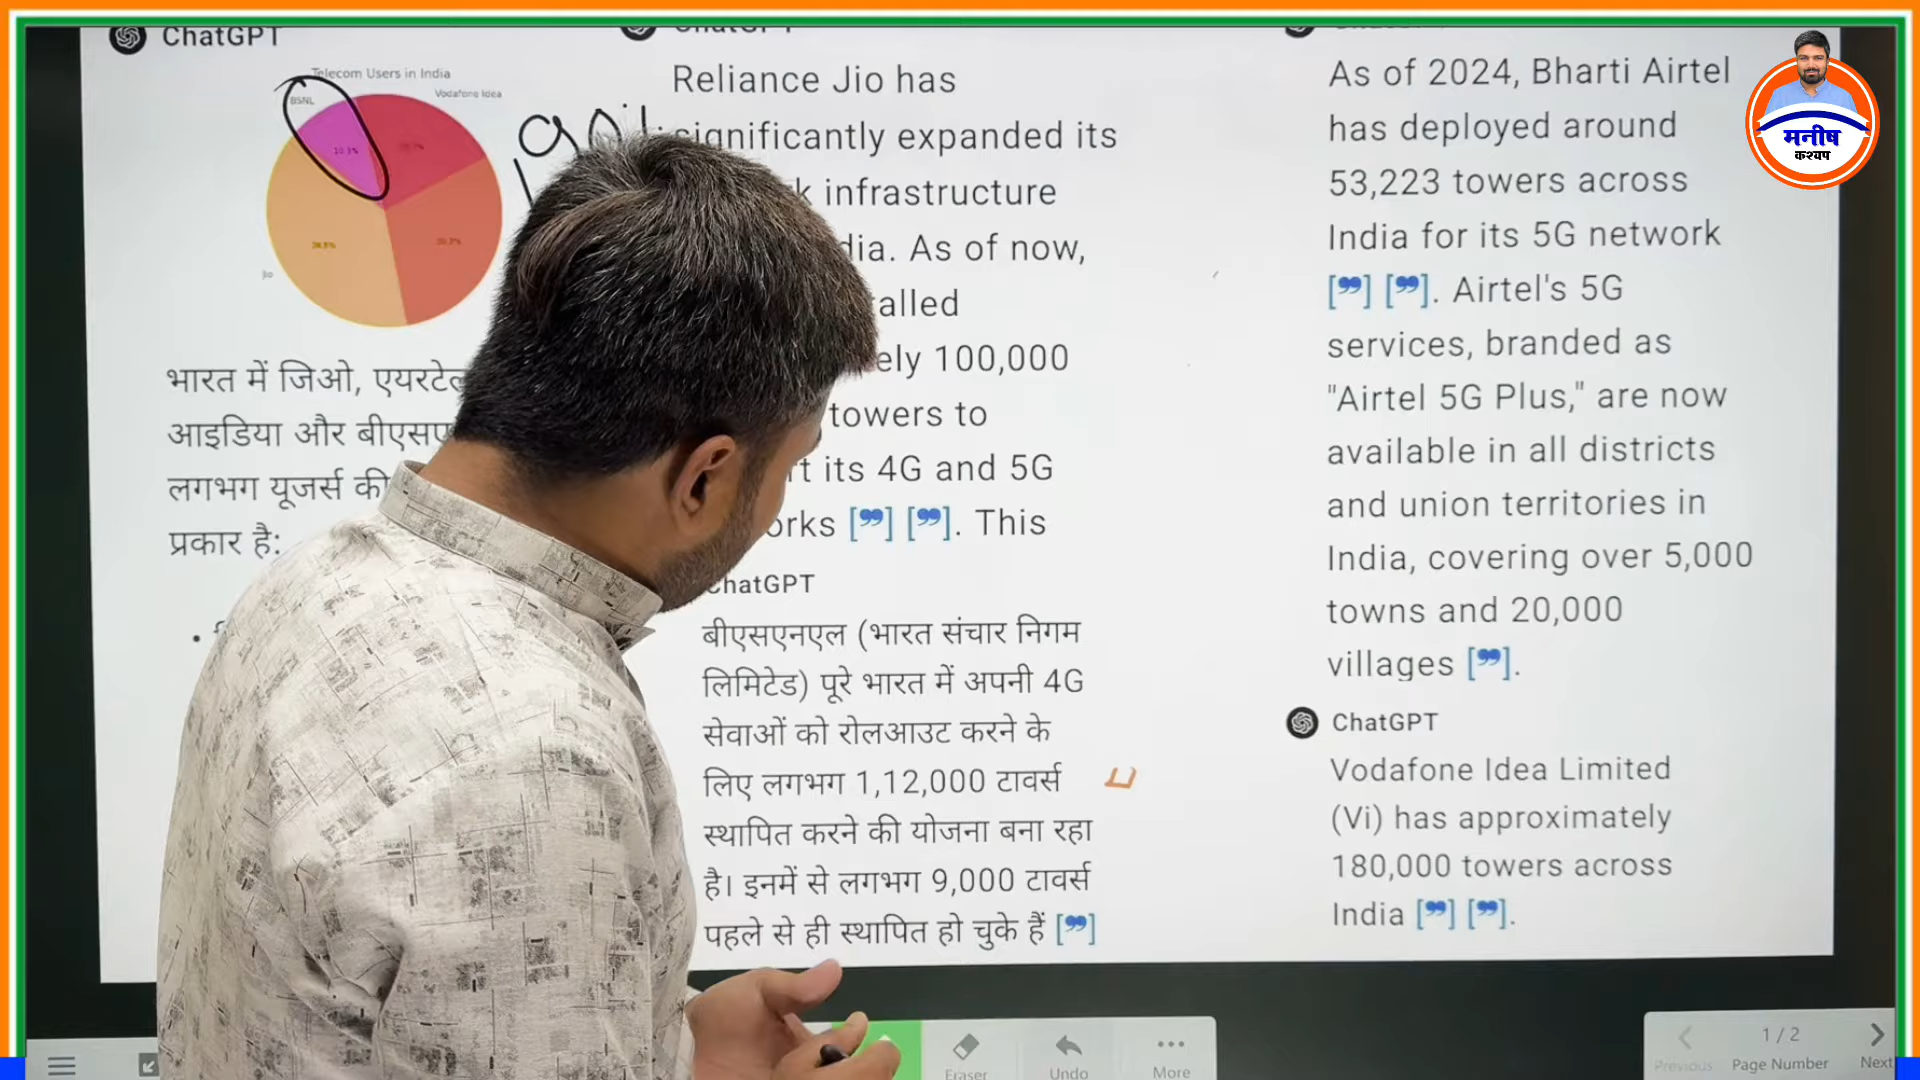 ChatGPT
Telecom Users in India
BSNL
Vodafone Idea
Jio
भारत में जिओ, एयरटेल
आइडिया और
लगभग यूजर्स की
प्रकार है:
Reliance Jio has
significantly expanded its
infrastructure
As of now,
100,000
towers to
its 4G and 5G
[❞] [❞]. This
ChatGPT
बीएसएनएल (भारत संचार निगम
लिमिटेड) पूरे भारत में अपनी 4G
सेवाओं को रोलआउट करने के
लिए लगभग 1,12,000 टावर्स
स्थापित करने की योजना बना रहा
है। इनमें से लगभग 9,000 टावर्स
पहले से ही स्थापित हो चुके हैं [❞]
As of 2024, Bharti Airtel
has deployed around
53,223 towers across
India for its 5G network
[❞] [❞]. Airtel's 5G
services, branded as
"Airtel 5G Plus," are now
available in all districts
and union territories in
India, covering over 5,000
towns and 20,000
villages [❞].
ChatGPT
Vodafone Idea Limited
(Vi) has approximately
180,000 towers across
India [❞] [❞].
मनीष
कश्यप
Eraser
Undo
More
Previous
1 / 2
Page Number
Next